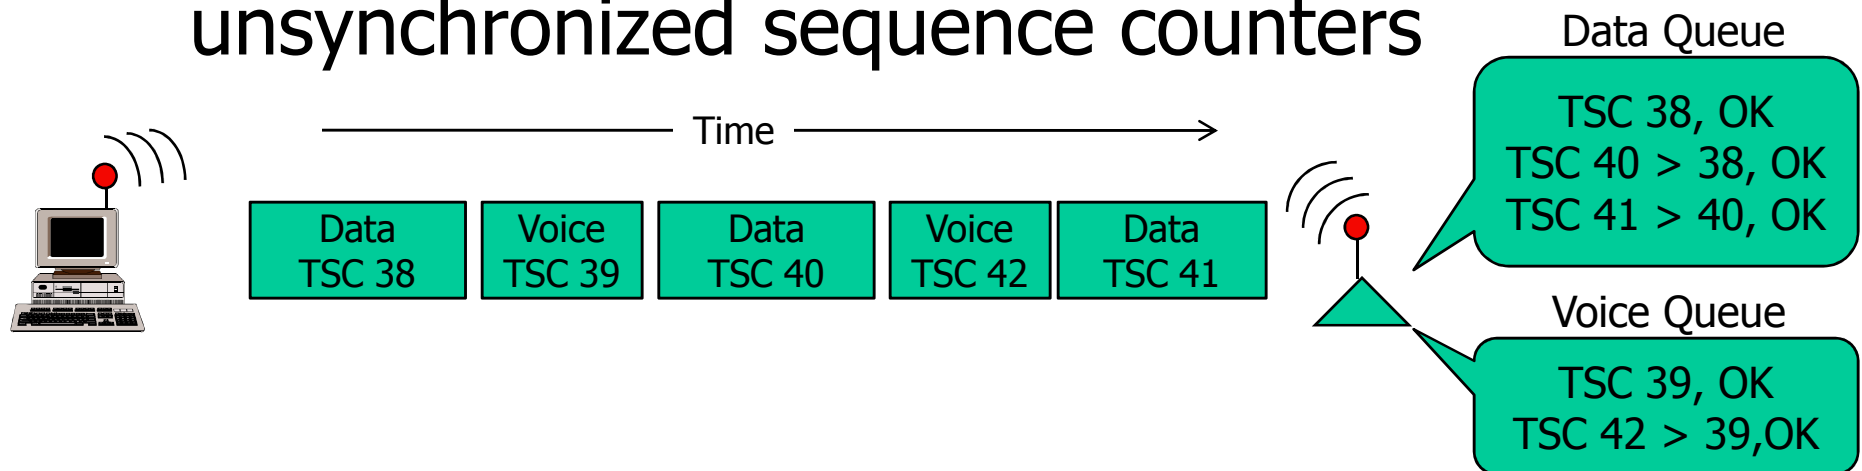 unsynchronized sequence counters
Time
Data
TSC 38
Voice
TSC 39
Data
TSC 40
Voice
TSC 42
Data
TSC 41
Data Queue
TSC 38, OK
TSC 40 > 38, OK
TSC 41 > 40, OK
Voice Queue
TSC 39, OK
TSC 42 > 39,OK